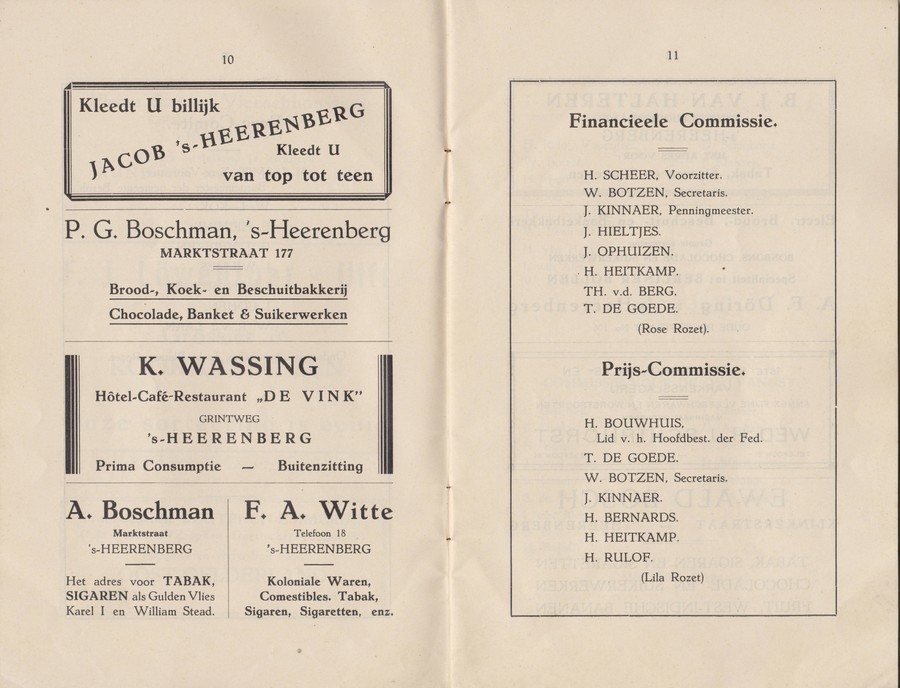 10
Kleedt U billijk
JACOB 's-HEERENBERG
Kleedt U
van top tot teen
P. G. Boschman, 's-Heerenberg
MARKTSTRAAT 177
Brood-, Koek- en Beschuitbakkerij
Chocolade, Banket & Suikerwerken
K. WASSING
Hôtel-Café-Restaurant „DE VINK”
GRINTWEG
's-HEERENBERG
Prima Consumptie — Buitenzitting
A. Boschman
Marktstraat
's-HEERENBERG
Het adres voor TABAK,
SIGAREN als Gulden Vlies
Karel I en William Stead.
F. A. Witte
Telefoon 18
's-HEERENBERG
Koloniale Waren,
Comestibles. Tabak,
Sigaren, Sigaretten, enz.
11
Financieele Commissie.
H. SCHEER, Voorzitter.
W. BOTZEN, Secretaris.
J. KINNAER, Penningmeester.
J. HIELTJES.
J. OPHUIZEN.
H. HEITKAMP.
TH. v.d. BERG.
T. DE GOEDE.
(Rose Rozet).
Prijs-Commissie.
H. BOUWHUIS,
Lid v. h. Hoofdbest. der Fed.
T. DE GOEDE.
W. BOTZEN, Secretaris.
J. KINNAER.
H. BERNARDS.
H. HEITKAMP.
H. RULOF.
(Lila Rozet)